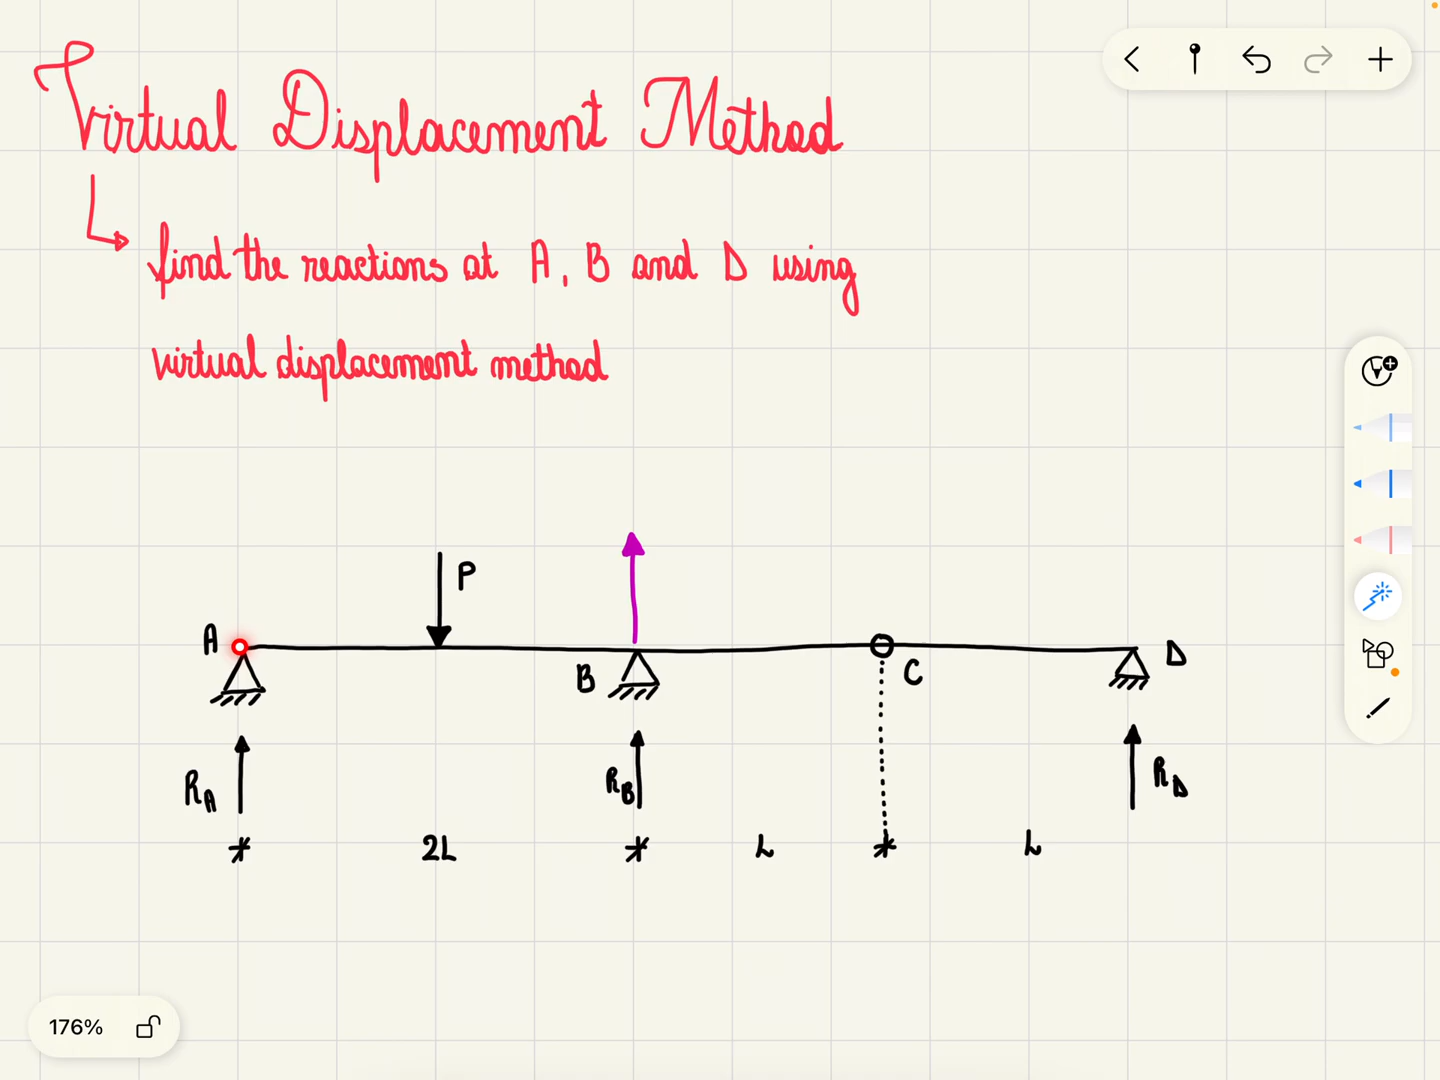 Virtual Displacement Method
find the reactions at A, B and D using
virtual displacement method
P
A
B
C
D
RA
RB
RD
2L
L
L
176%